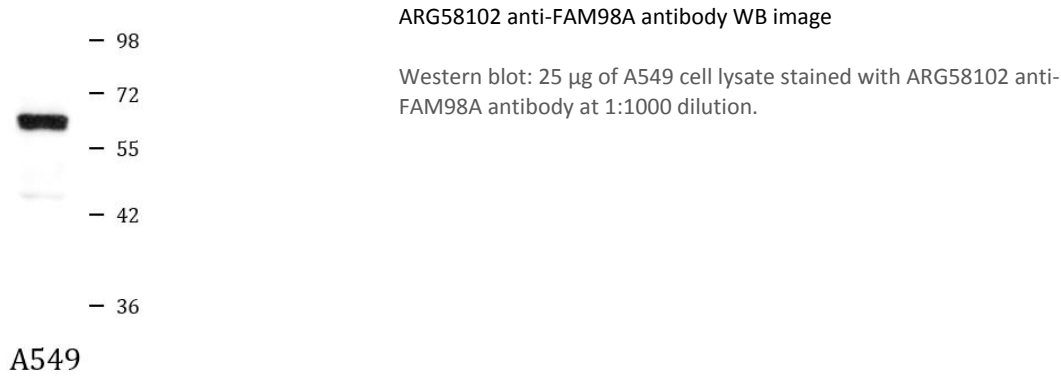 — 98
— 72
— 55
— 42
— 36
A549
ARG58102 anti-FAM98A antibody WB image
Western blot: 25 µg of A549 cell lysate stained with ARG58102 anti-
FAM98A antibody at 1:1000 dilution.